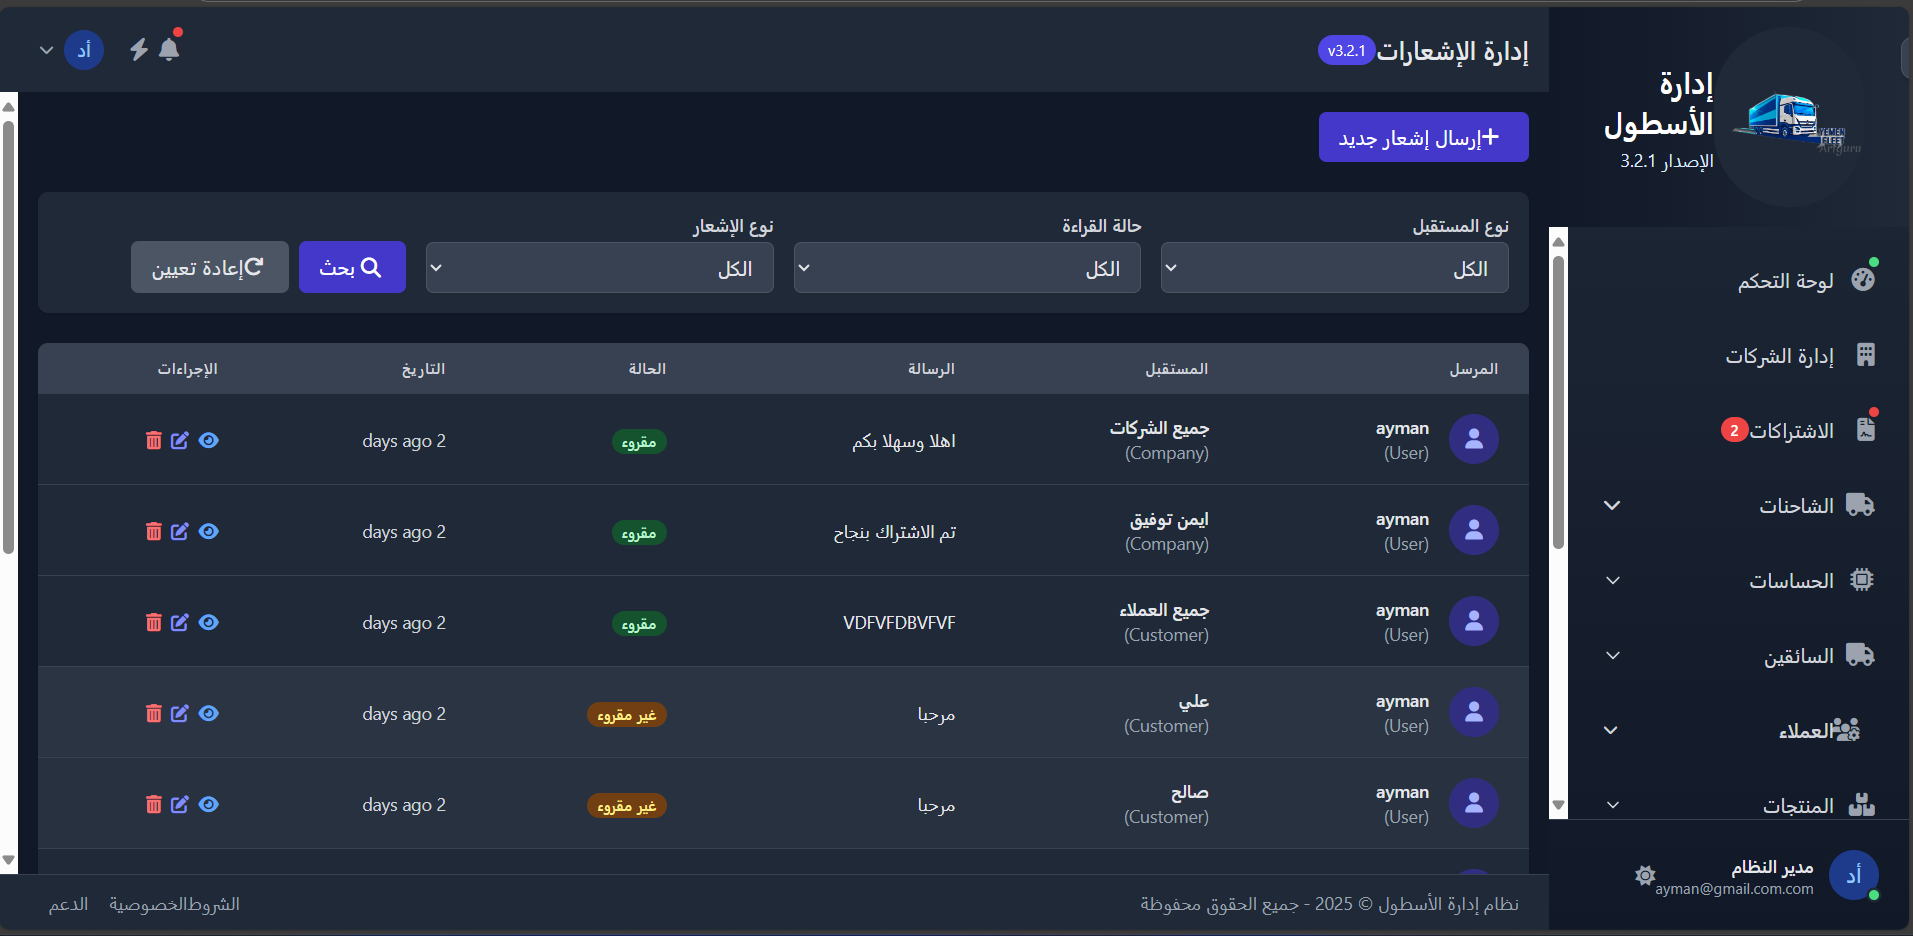 إدارة الأسطول
الإصدار 3.2.1
YEMEN
FLEET
Artguru
لوحة التحكم
إدارة الشركات
الاشتراكات 2
الشاحنات
الحساسات
السائقين
العملاء
المنتجات
أد
مدير النظام
ayman@gmail.com.com
إدارة الإشعارات v3.2.1
أد
إرسال إشعار جديد
نوع المستقبل
الكل
حالة القراءة
الكل
نوع الإشعار
الكل
بحث
إعادة تعيين
المرسل المستقبل الرسالة الحالة التاريخ الإجراءات
ayman جميع الشركات اهلا وسهلا بكم مقروء 2 days ago
(User) (Company)
ayman ايمن توفيق تم الاشتراك بنجاح مقروء 2 days ago
(User) (Company)
ayman جميع العملاء VDFVFDBVFVF مقروء 2 days ago
(User) (Customer)
ayman علي مرحبا غير مقروء 2 days ago
(User) (Customer)
ayman صالح مرحبا غير مقروء 2 days ago
(User) (Customer)
نظام إدارة الأسطول © 2025 - جميع الحقوق محفوظة
الشروط الخصوصية الدعم